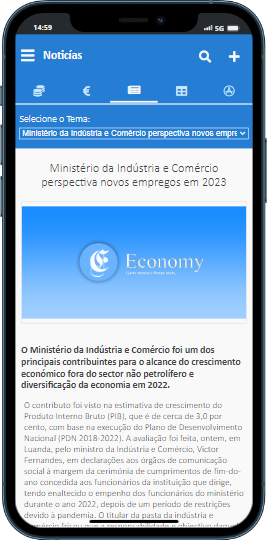 14:59
5G
Notícias
Selecione o Tema:
Ministério da Indústria e Comércio perspectiva novos empre
Ministério da Indústria e Comércio
perspectiva novos empregos em 2023
Economy
O Ministério da Indústria e Comércio foi um dos
principais contribuintes para o alcance do crescimento
económico fora do sector não petrolífero e
diversificação da economia em 2022.
O contributo foi visto na estimativa de crescimento do
Produto Interno Bruto (PIB), que é de cerca de 3,0 por
cento, com base na execução do Plano de Desenvolvimento
Nacional (PDN 2018-2022). A avaliação foi feita, ontem, em
Luanda, pelo ministro da Indústria e Comércio, Victor
Fernandes, em declarações aos órgãos de comunicação
social à margem da cerimónia de cumprimentos de fim-do-
ano concedida aos funcionários da instituição que dirige,
tendo enaltecido o empenho dos funcionários do ministério
durante o ano 2022, depois de um período de restrições
devido à pandemia. O titular da pasta da indústria e
comércio frisou que a responsabilidade e objectivo daqui